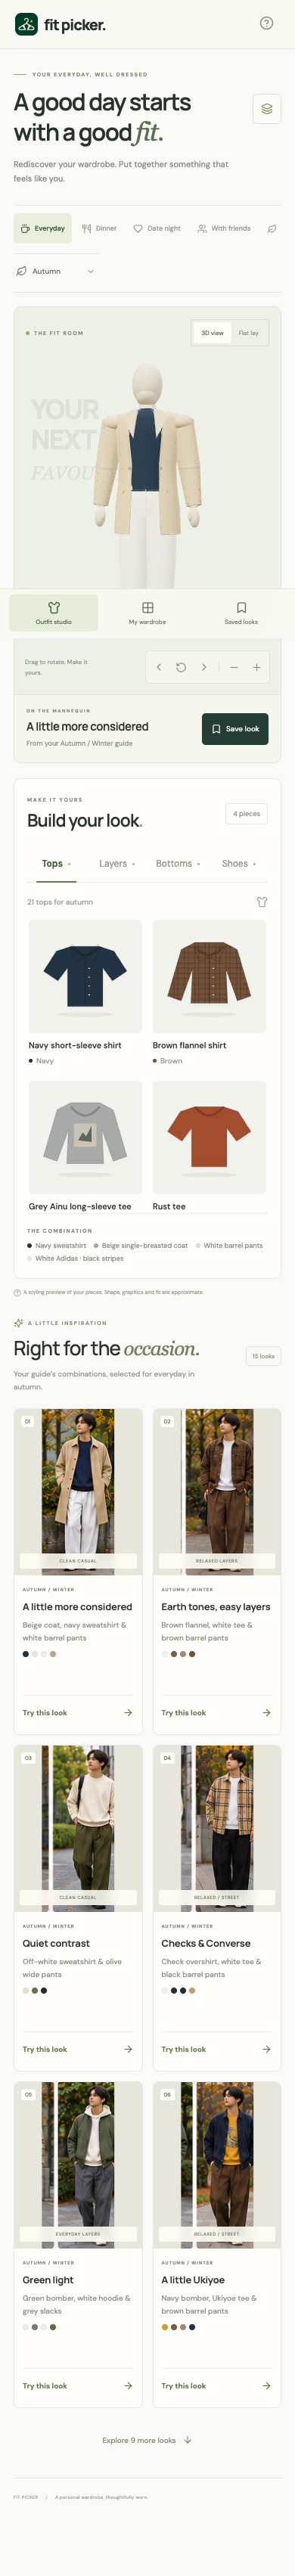 fit picker.
YOUR EVERYDAY, WELL DRESSED
A good day starts
with a good fit.
Rediscover your wardrobe. Put together something that
feels like you.
Everyday Dinner Date night With friends
Autumn
THE FIT ROOM
3D view Flat lay
YOUR
NEXT
FAVOU
Outfit studio My wardrobe Saved looks
Drag to rotate. Make it
yours.
ON THE MANNEQUIN
A little more considered
From your Autumn / Winter guide
Save look
MAKE IT YOURS
Build your look.
4 pieces
Tops Layers Bottoms Shoes
21 tops for autumn
Navy short-sleeve shirt
Navy
Brown flannel shirt
Brown
Grey Ainu long-sleeve tee
Rust tee
THE COMBINATION
Navy sweatshirt Beige single-breasted coat White barrel pants
White Adidas · black stripes
A styling preview of your pieces. Shape, graphics and fit are approximate.
A LITTLE INSPIRATION
Right for the occasion.
15 looks
Your guide's combinations, selected for everyday in
autumn.
01
CLEAN CASUAL
AUTUMN / WINTER
A little more considered
Beige coat, navy sweatshirt &
white barrel pants
Try this look
02
RELAXED LAYERS
AUTUMN / WINTER
Earth tones, easy layers
Brown flannel, white tee &
brown barrel pants
Try this look
03
CLEAN CASUAL
AUTUMN / WINTER
Quiet contrast
Off-white sweatshirt & olive
wide pants
Try this look
04
RELAXED / STREET
AUTUMN / WINTER
Checks & Converse
Check overshirt, white tee &
black barrel pants
Try this look
05
EVERYDAY LAYERS
AUTUMN / WINTER
Green light
Green bomber, white hoodie &
grey slacks
Try this look
06
RELAXED / STREET
AUTUMN / WINTER
A little Ukiyoe
Navy bomber, Ukiyoe tee &
brown barrel pants
Try this look
Explore 9 more looks
FIT PICKER / A personal wardrobe, thoughtfully worn.